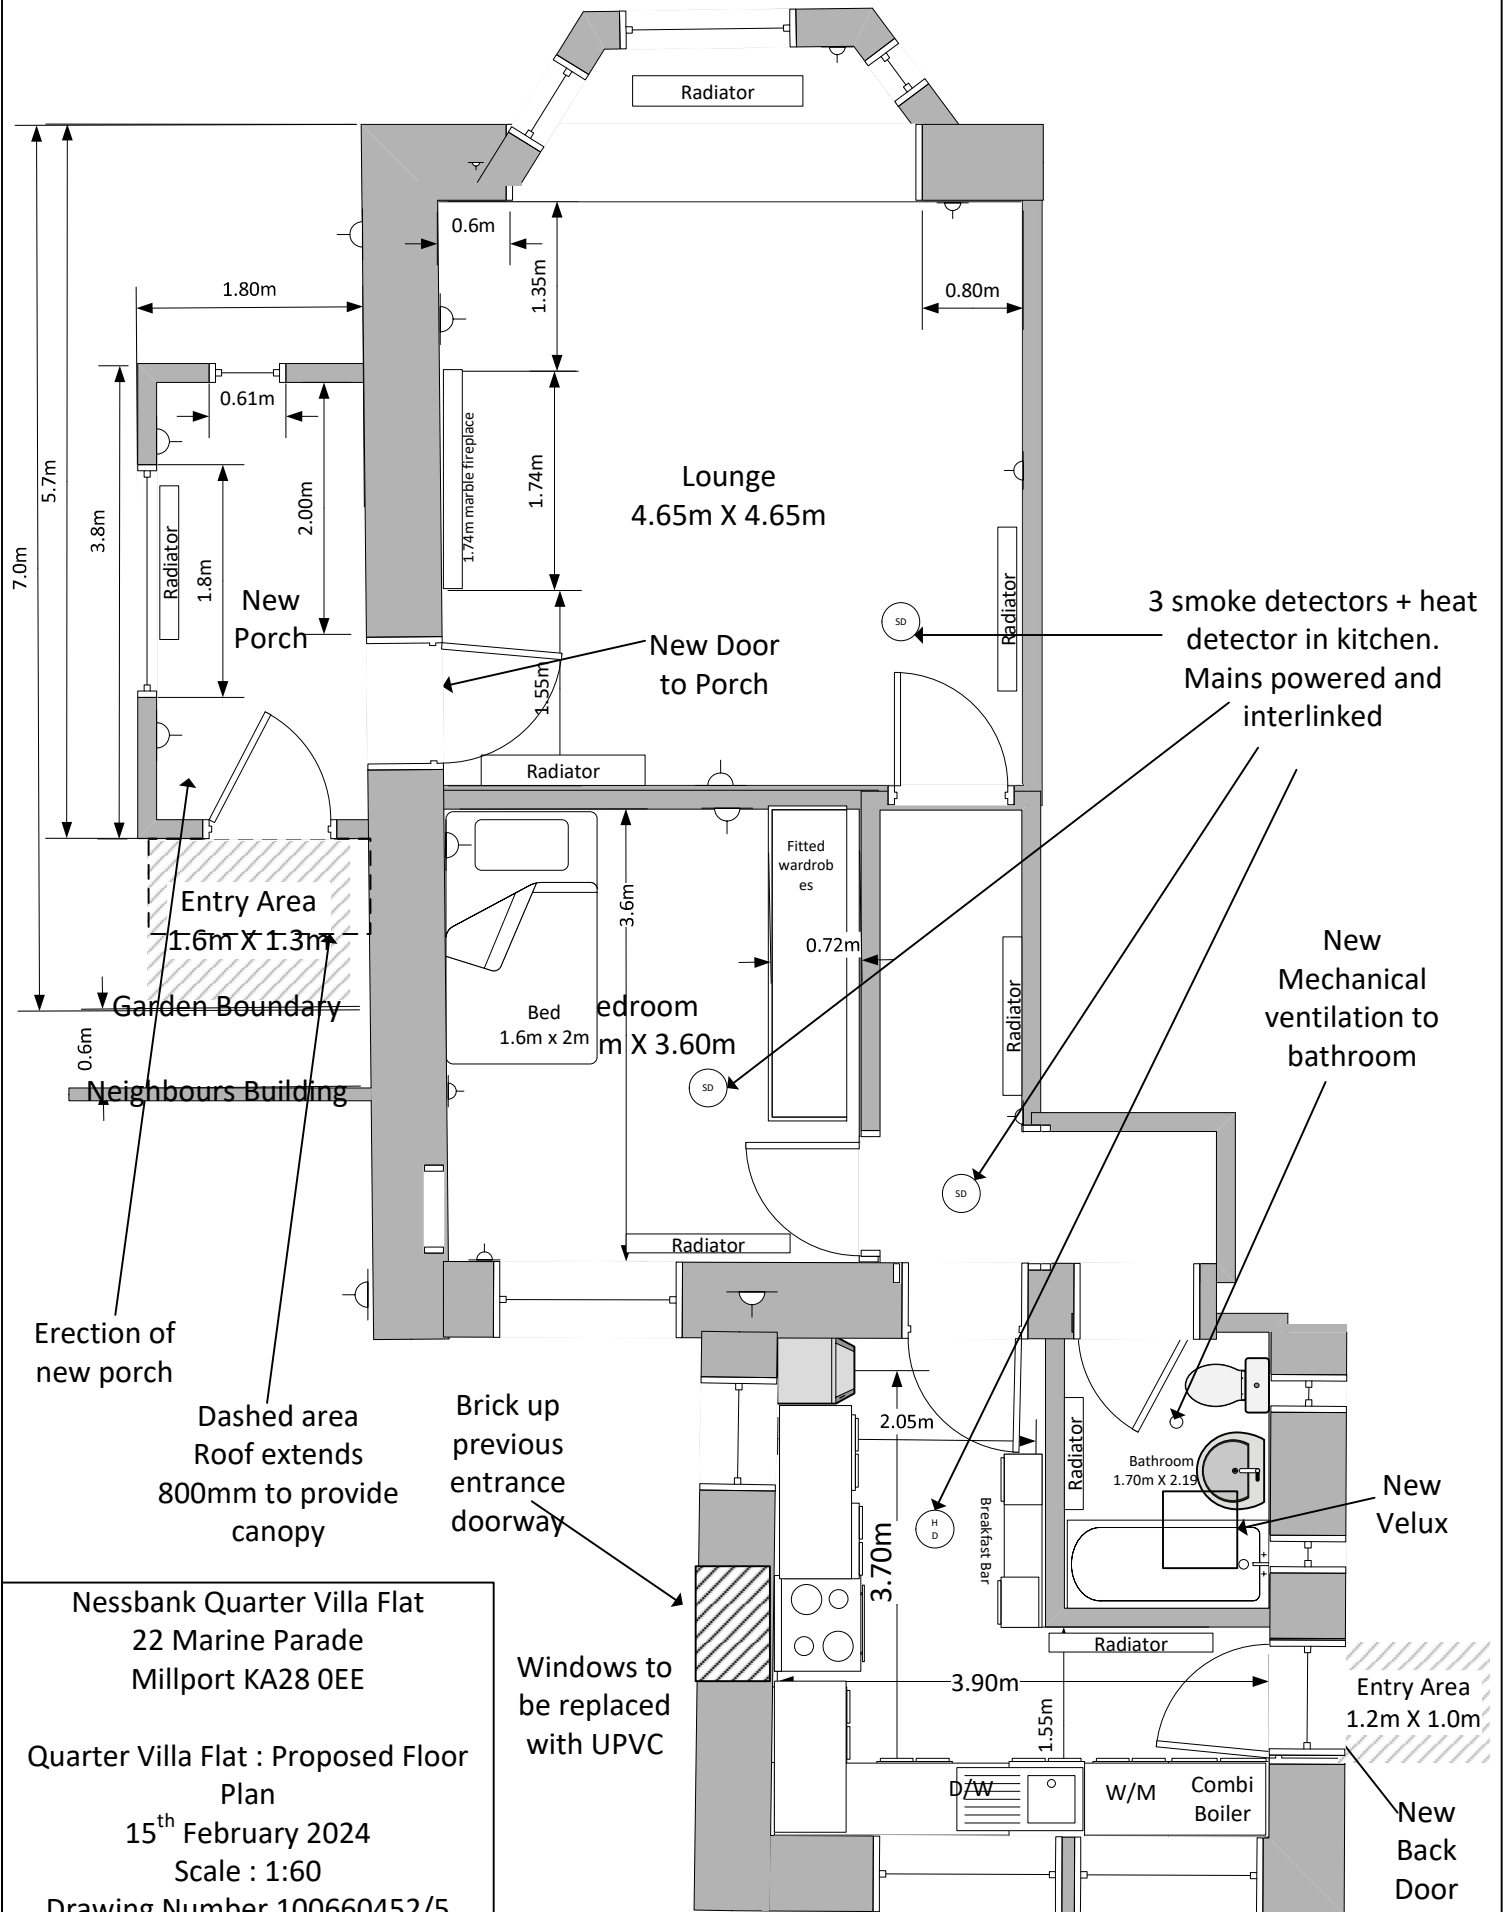 Radiator
0.6m
1.35m
0.80m
1.80m
0.61m
5.7m
7.0m
3.8m
2.00m
1.8m
Radiator
New
Porch
1.74m marble fireplace
1.74m
Lounge
4.65m X 4.65m
Radiator
SD
3 smoke detectors + heat
detector in kitchen.
Mains powered and
interlinked
New Door
to Porch
1.55m
Radiator
Entry Area
1.6m X 1.3m
Garden Boundary
0.6m
Neighbours Building
Fitted
wardrob
es
3.6m
0.72m
Bed
1.6m x 2m
edroom
m X 3.60m
SD
Radiator
New
Mechanical
ventilation to
bathroom
SD
Radiator
Erection of
new porch
Dashed area
Roof extends
800mm to provide
canopy
Brick up
previous
entrance
doorway
2.05m
Radiator
Bathroom
1.70m X 2.19
New
Velux
H
D
Breakfast Bar
3.70m
Windows to
be replaced
with UPVC
Radiator
3.90m
1.55m
Entry Area
1.2m X 1.0m
D/W
W/M
Combi
Boiler
New
Back
Door
Nessbank Quarter Villa Flat
22 Marine Parade
Millport KA28 0EE
Quarter Villa Flat : Proposed Floor
Plan
15th February 2024
Scale : 1:60
Drawing Number 100660452/5